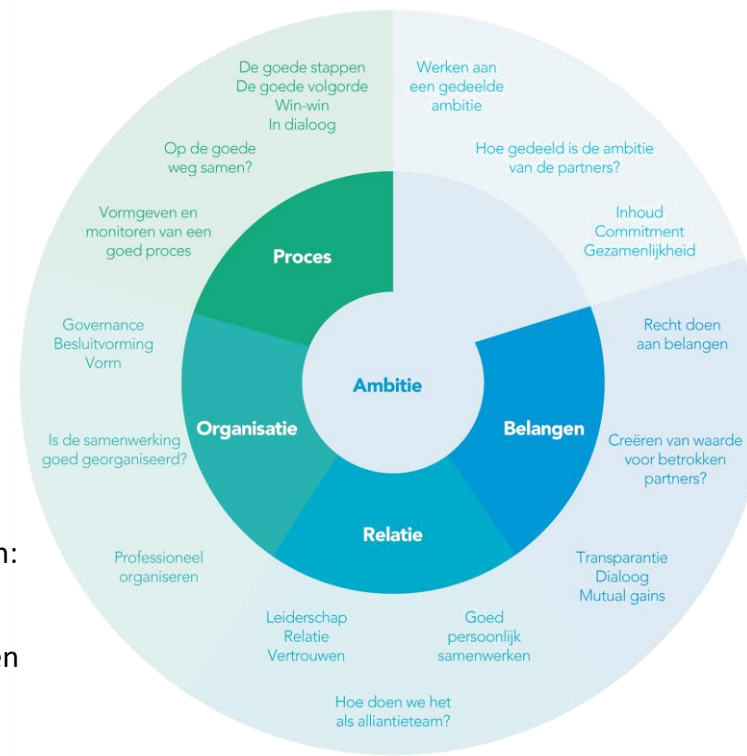 De goede stappen
De goede volgorde
Win-win
In dialoog
Op de goede
weg samen?
Vormgeven en
monitoren van een
goed proces
Proces
Werken aan
een gedeelde
ambitie
Hoe gedeeld is de ambitie
van de partners?
Inhoud
Commitment
Gezamenlijkheid
Ambitie
Recht doen
aan belangen
Creëren van waarde
voor betrokken
partners?
Transparantie
Dialoog
Mutual gains
Belangen
Relatie
Goed
persoonlijk
samenwerken
Leiderschap
Relatie
Vertrouwen
Hoe doen we het
als alliantieteam?
Organisatie
Governance
Besluitvorming
Vorm
Is de samenwerking
goed georganiseerd?
Professioneel
organiseren
n:
en